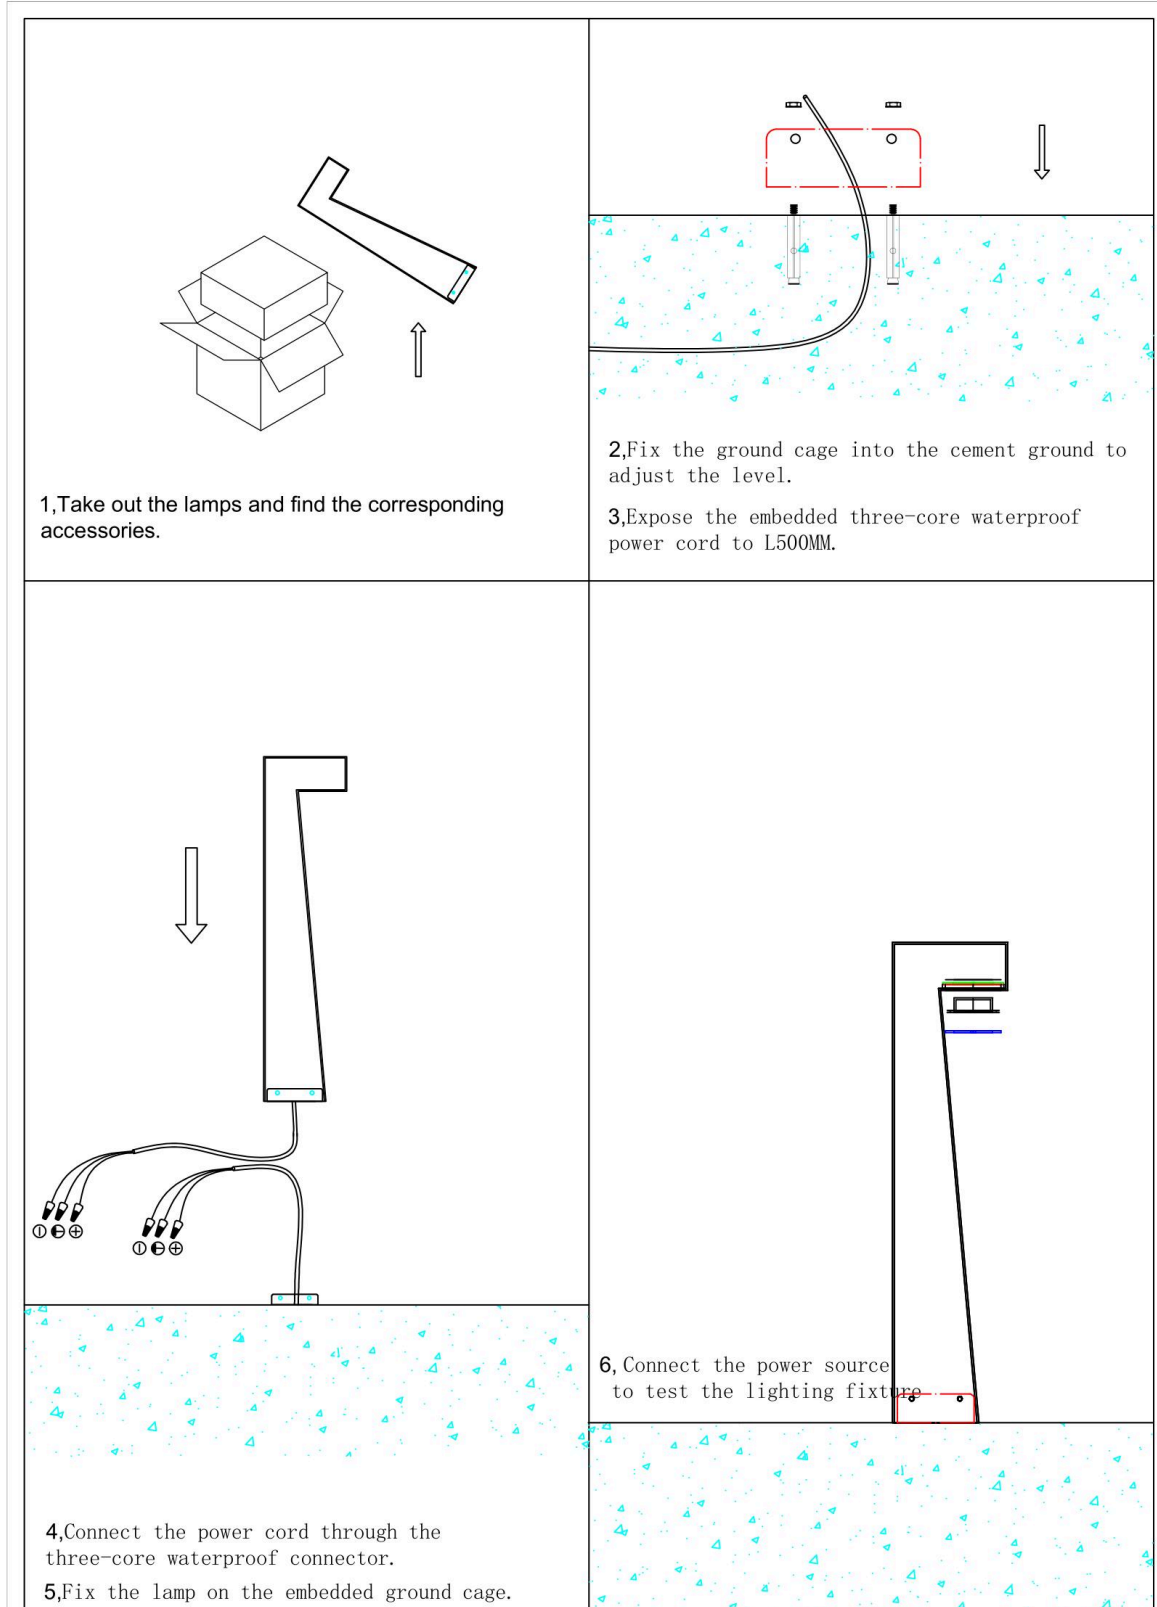 1,Take out the lamps and find the corresponding
accessories.
2,Fix the ground cage into the cement ground to
adjust the level.
3,Expose the embedded three-core waterproof
power cord to L500MM.
4,Connect the power cord through the
three-core waterproof connector.
5,Fix the lamp on the embedded ground cage.
6, Connect the power source
to test the lighting fixture